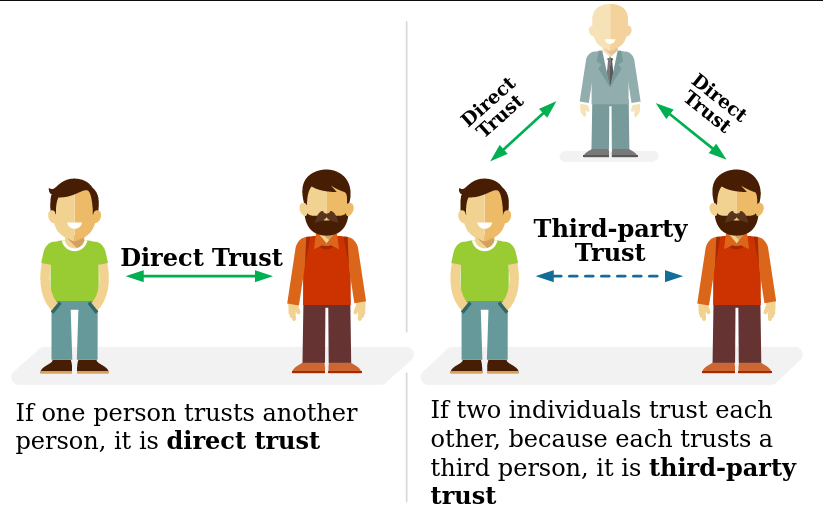 Direct Trust
If one person trusts another
person, it is direct trust
Direct
Trust
Direct
Trust
Third-party
Trust
If two individuals trust each
other, because each trusts a
third person, it is third-party
trust